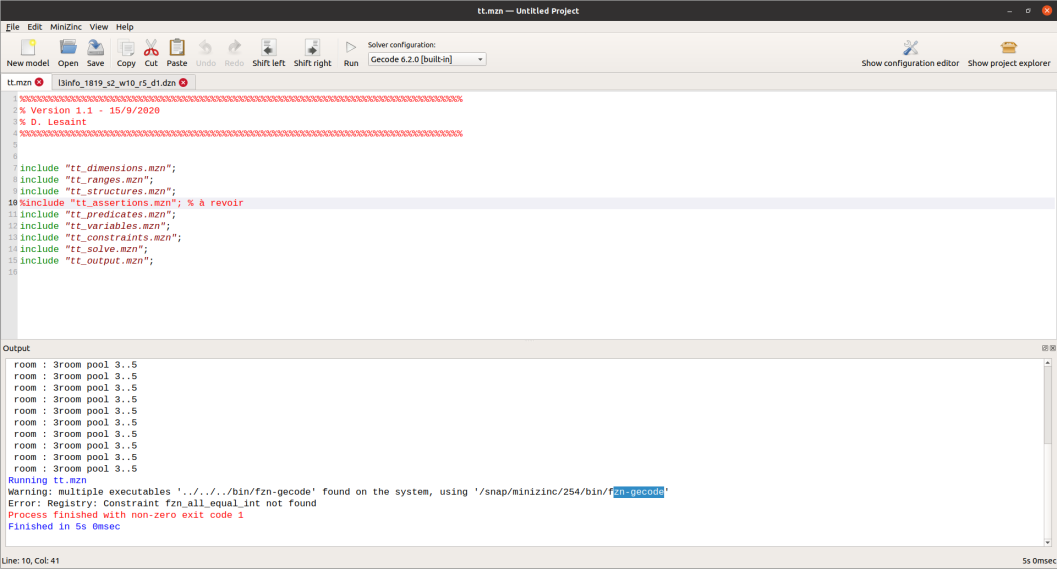 tt.mzn — Untitled Project
File Edit MiniZinc View Help
New model Open Save Copy Cut Paste Undo Redo Shift left Shift right Run Solver configuration: Gecode 6.2.0 [built-in] Show configuration editor Show project explorer
tt.mzn l3info_1819_s2_w10_r5_d1.dzn
1 %%%%%%%%%%%%%%%%%%%%%%%%%%%%%%%%%%%%%%%%%%%%%%%%%%%%%%%%%%%%%%%%%%%%%%%%%%%%%%%%%%
2 % Version 1.1 - 15/9/2020
3 % D. Lesaint
4 %%%%%%%%%%%%%%%%%%%%%%%%%%%%%%%%%%%%%%%%%%%%%%%%%%%%%%%%%%%%%%%%%%%%%%%%%%%%%%%%%%
5
6
7 include "tt_dimensions.mzn";
8 include "tt_ranges.mzn";
9 include "tt_structures.mzn";
10 %include "tt_assertions.mzn"; % à revoir
11 include "tt_predicates.mzn";
12 include "tt_variables.mzn";
13 include "tt_constraints.mzn";
14 include "tt_solve.mzn";
15 include "tt_output.mzn";
16
Output
room : 3room pool 3..5
room : 3room pool 3..5
room : 3room pool 3..5
room : 3room pool 3..5
room : 3room pool 3..5
room : 3room pool 3..5
room : 3room pool 3..5
room : 3room pool 3..5
room : 3room pool 3..5
room : 3room pool 3..5
Running tt.mzn
Warning: multiple executables '../../../bin/fzn-gecode' found on the system, using '/snap/minizinc/254/bin/fzn-gecode'
Error: Registry: Constraint fzn_all_equal_int not found
Process finished with non-zero exit code 1
Finished in 5s 0msec
Line: 10, Col: 41 5s 0msec